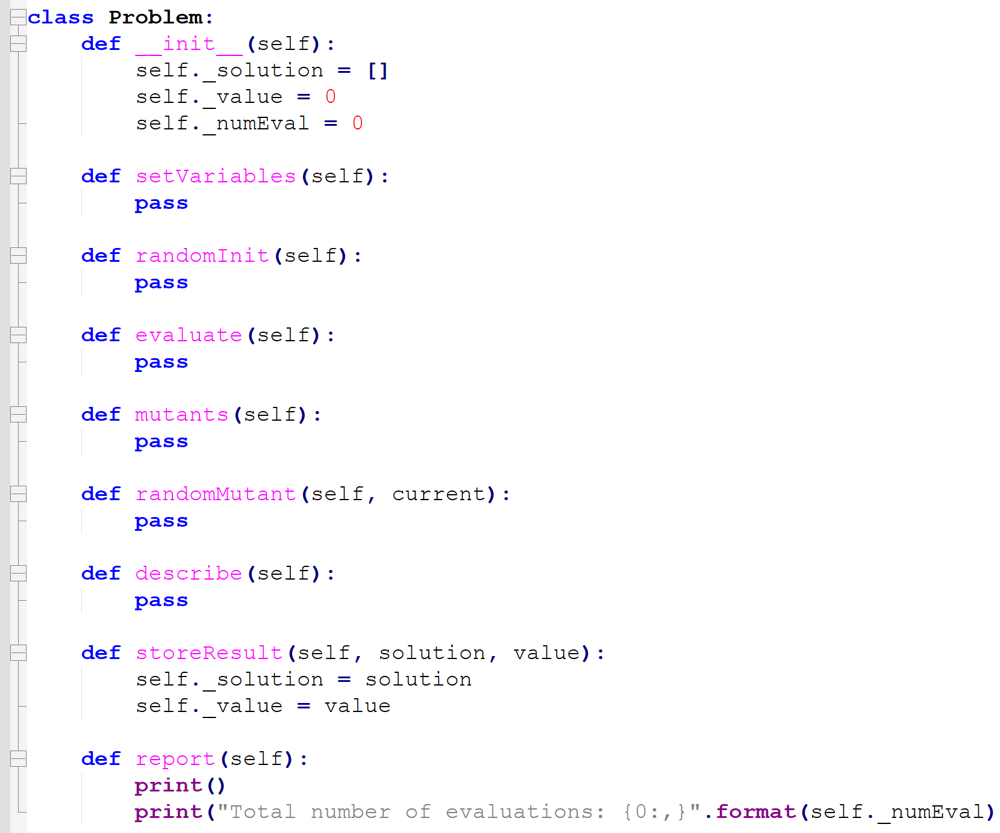 class Problem:
    def __init__(self):
        self._solution = []
        self._value = 0
        self._numEval = 0

    def setVariables(self):
        pass

    def randomInit(self):
        pass

    def evaluate(self):
        pass

    def mutants(self):
        pass

    def randomMutant(self, current):
        pass

    def describe(self):
        pass

    def storeResult(self, solution, value):
        self._solution = solution
        self._value = value

    def report(self):
        print()
        print("Total number of evaluations: {0:,}".format(self._numEval)